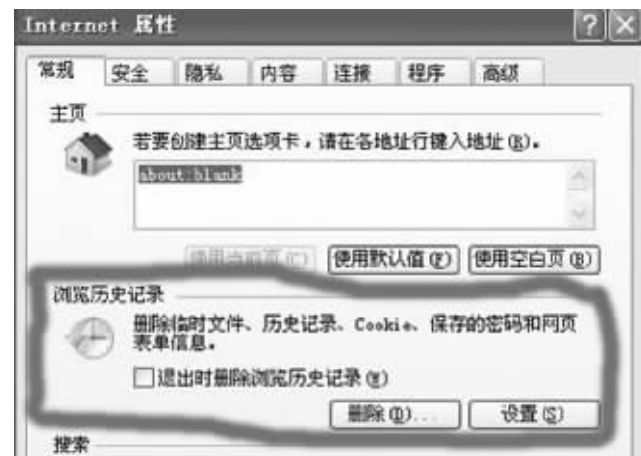 Internet 属性
常规 安全 隐私 内容 连接 程序 高级
主页
若要创建主页选项卡，请在各地址行键入地址(R)。
about:blank
使用当前页(C) 使用默认值(F) 使用空白页(B)
浏览历史记录
删除临时文件、历史记录、Cookie、保存的密码和网页
表单信息。
退出时删除浏览历史记录(W)
删除(D)... 设置(S)
搜索